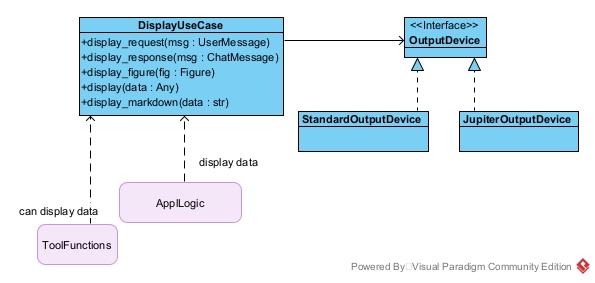 DisplayUseCase
+display_request(msg : UserMessage)
+display_response(msg : ChatMessage)
+display_figure(fig : Figure)
+display(data : Any)
+display_markdown(data : str)
<<Interface>>
OutputDevice
StandardOutputDevice
JupiterOutputDevice
display data
ApplLogic
can display data
ToolFunctions
Powered By Visual Paradigm Community Edition